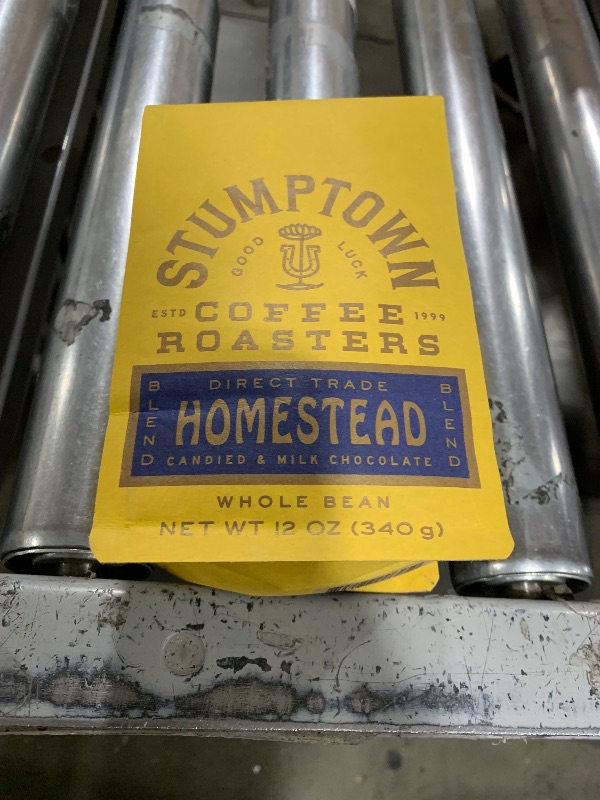 STUMPTOWN
GOOD LUCK
ESTD COFFEE 1999
ROASTERS
DIRECT TRADE
BLEND HOMESTEAD BLEND
CANDIED & MILK CHOCOLATE
WHOLE BEAN
NET WT 12 OZ (340 g)